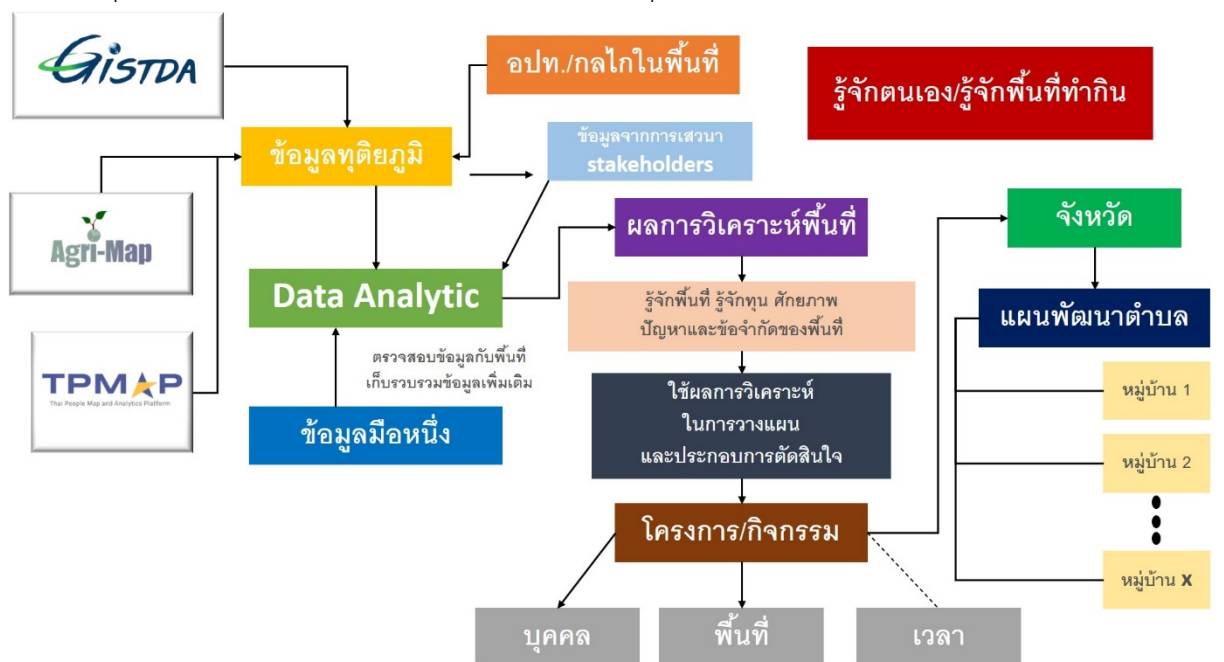 GISTDA
อปท./กลไกในพื้นที่
รู้จักตนเอง/รู้จักพื้นที่ทำกิน
ข้อมูลทุติยภูมิ
ข้อมูลจากการเสวนา
stakeholders
Agri-Map
ผลการวิเคราะห์พื้นที่
จังหวัด
Data Analytic
รู้จักพื้นที่ รู้จักทุน ศักยภาพ
ปัญหาและข้อจำกัดของพื้นที่
แผนพัฒนาตำบล
ตรวจสอบข้อมูลกับพื้นที่
เก็บรวบรวมข้อมูลเพิ่มเติม
TPMAP
Thai People Map and Analytics Platform
ใช้ผลการวิเคราะห์
ในการวางแผน
และประกอบการตัดสินใจ
หมู่บ้าน 1
ข้อมูลมือหนึ่ง
หมู่บ้าน 2
โครงการ/กิจกรรม
หมู่บ้าน X
บุคคล
พื้นที่
เวลา